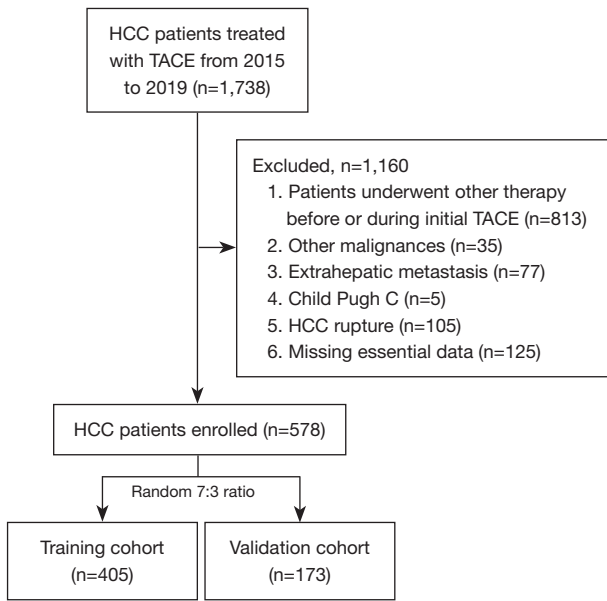 HCC patients treated
with TACE from 2015
to 2019 (n=1,738)
Excluded, n=1,160
1. Patients underwent other therapy
before or during initial TACE (n=813)
2. Other malignances (n=35)
3. Extrahepatic metastasis (n=77)
4. Child Pugh C (n=5)
5. HCC rupture (n=105)
6. Missing essential data (n=125)
HCC patients enrolled (n=578)
Random 7:3 ratio
Training cohort
(n=405)
Validation cohort
(n=173)